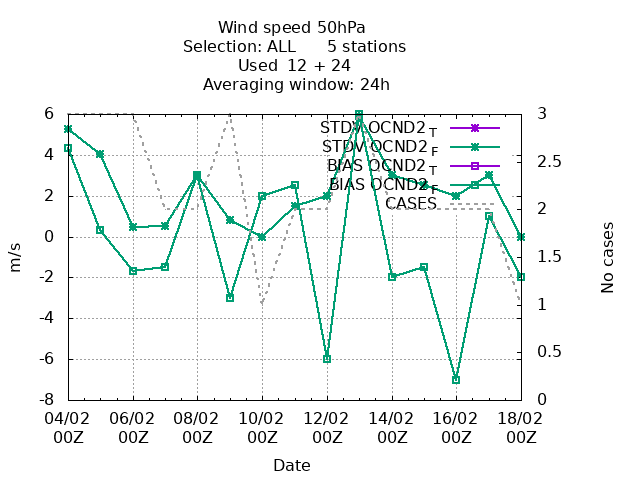 Wind speed 50hPa
Selection: ALL 5 stations
Used 12 + 24
Averaging window: 24h
6
4
2
0
-2
-4
-6
-8
m/s
3
2.5
2
1.5
1
0.5
0
No cases
STDV OCND2 T
STDV OCND2 F
BIAS OCND2 T
BIAS OCND2 F
CASES
04/02 06/02 08/02 10/02 12/02 14/02 16/02 18/02
00Z 00Z 00Z 00Z 00Z 00Z 00Z 00Z
Date